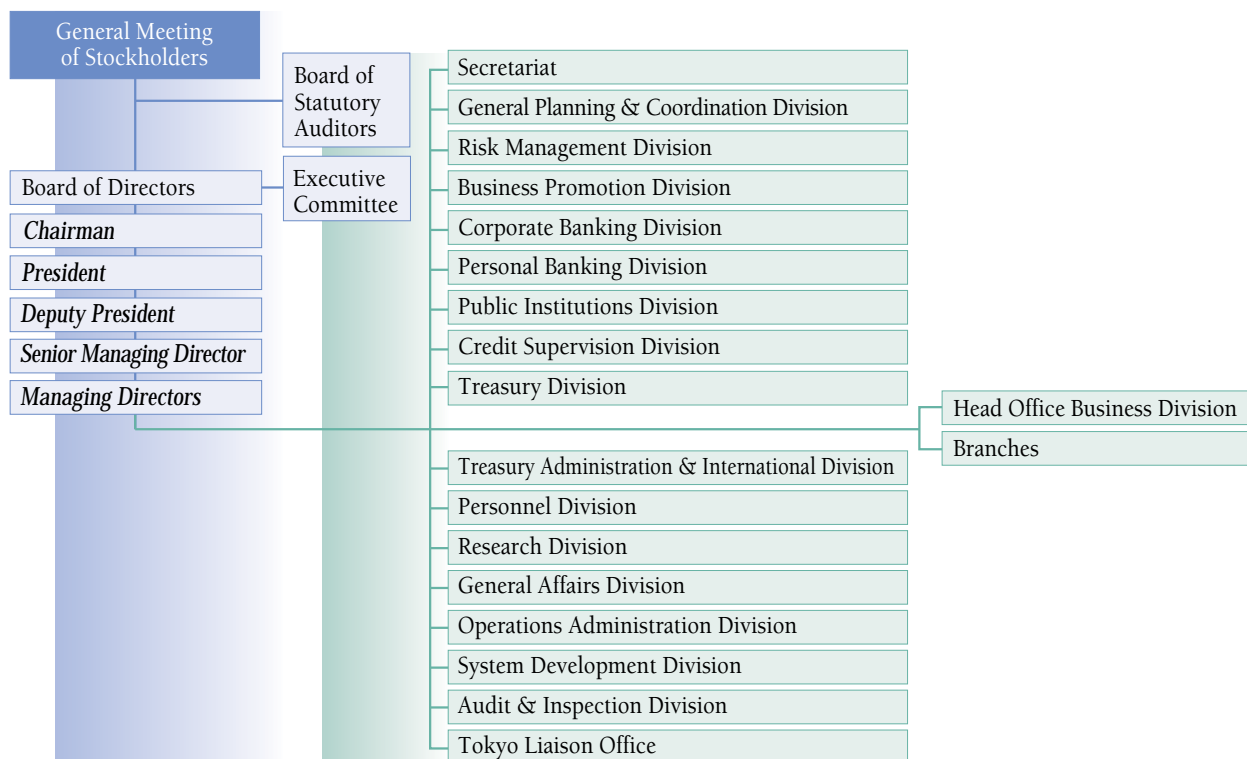 General Meeting
of Stockholders
Board of
Statutory
Auditors
Board of Directors
Executive
Committee
Chairman
President
Deputy President
Senior Managing Director
Managing Directors
Secretariat
General Planning & Coordination Division
Risk Management Division
Business Promotion Division
Corporate Banking Division
Personal Banking Division
Public Institutions Division
Credit Supervision Division
Treasury Division
Head Office Business Division
Branches
Treasury Administration & International Division
Personnel Division
Research Division
General Affairs Division
Operations Administration Division
System Development Division
Audit & Inspection Division
Tokyo Liaison Office